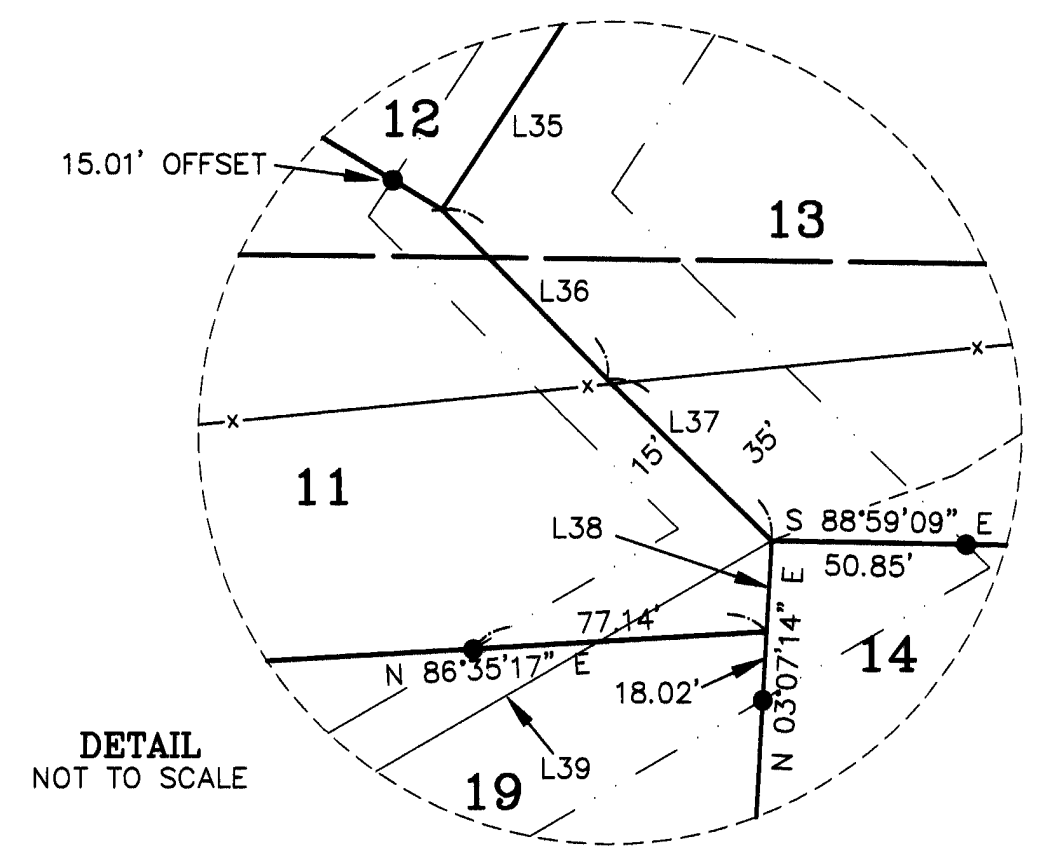 12
L35
15.01' OFFSET
13
L36
L37
15'
35'
11
S 88°59'09" E
50.85'
L38
77.14'
N 86°35'17" E
18.02'
N 03°07'14" E
14
DETAIL
NOT TO SCALE
L39
19
x
x
x